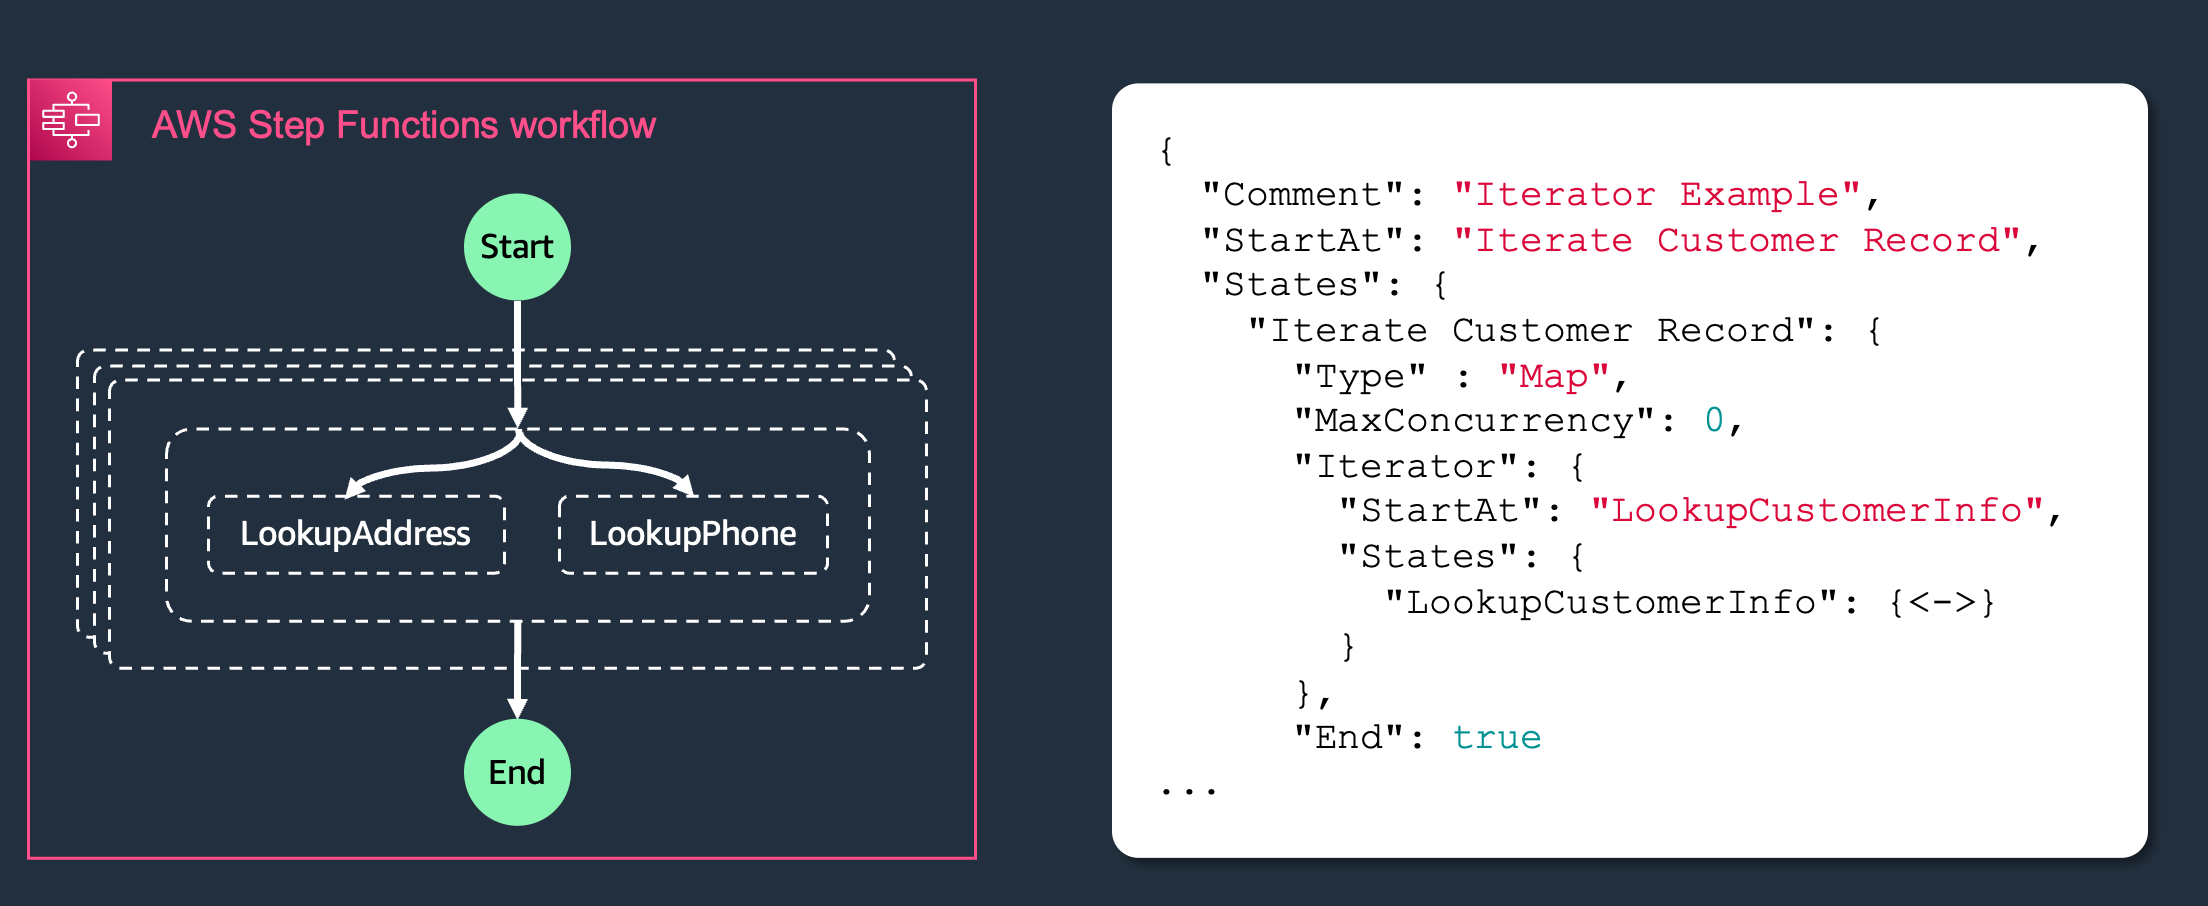 AWS Step Functions workflow
Start
LookupAddress
LookupPhone
End
{
"Comment": "Iterator Example",
"StartAt": "Iterate Customer Record",
"States": {
"Iterate Customer Record": {
"Type" : "Map",
"MaxConcurrency": 0,
"Iterator": {
"StartAt": "LookupCustomerInfo",
"States": {
"LookupCustomerInfo": {<->}
}
},
"End": true
...